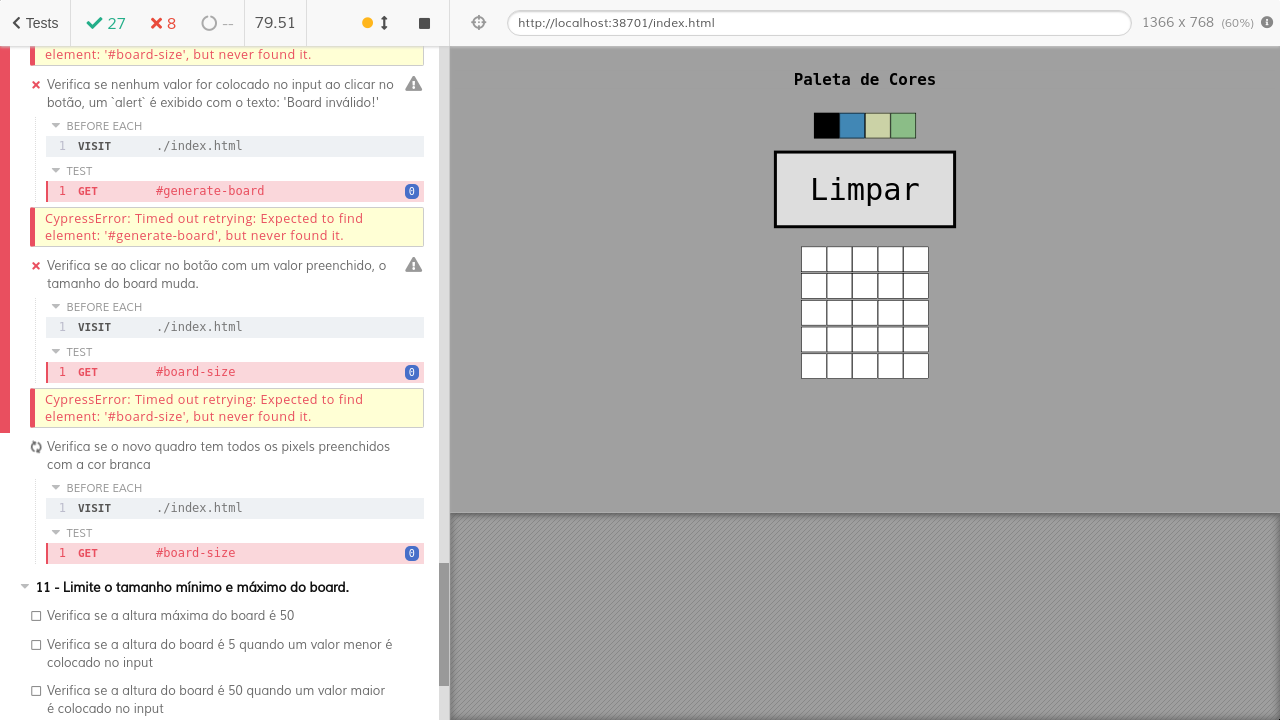 Tests 27 8 -- 79.51 http://localhost:38701/index.html 1366 x 768 (60%)
element: '#board-size', but never found it.
Verifica se nenhum valor for colocado no input ao clicar no
botão, um `alert` é exibido com o texto: 'Board inválido!'
BEFORE EACH
1 VISIT ./index.html
TEST
1 GET #generate-board 0
CypressError: Timed out retrying: Expected to find
element: '#generate-board', but never found it.
Verifica se ao clicar no botão com um valor preenchido, o
tamanho do board muda.
BEFORE EACH
1 VISIT ./index.html
TEST
1 GET #board-size 0
CypressError: Timed out retrying: Expected to find
element: '#board-size', but never found it.
Verifica se o novo quadro tem todos os pixels preenchidos
com a cor branca
BEFORE EACH
1 VISIT ./index.html
TEST
1 GET #board-size 0
11 - Limite o tamanho mínimo e máximo do board.
Verifica se a altura máxima do board é 50
Verifica se a altura do board é 5 quando um valor menor é
colocado no input
Verifica se a altura do board é 50 quando um valor maior
é colocado no input
Paleta de Cores
Limpar